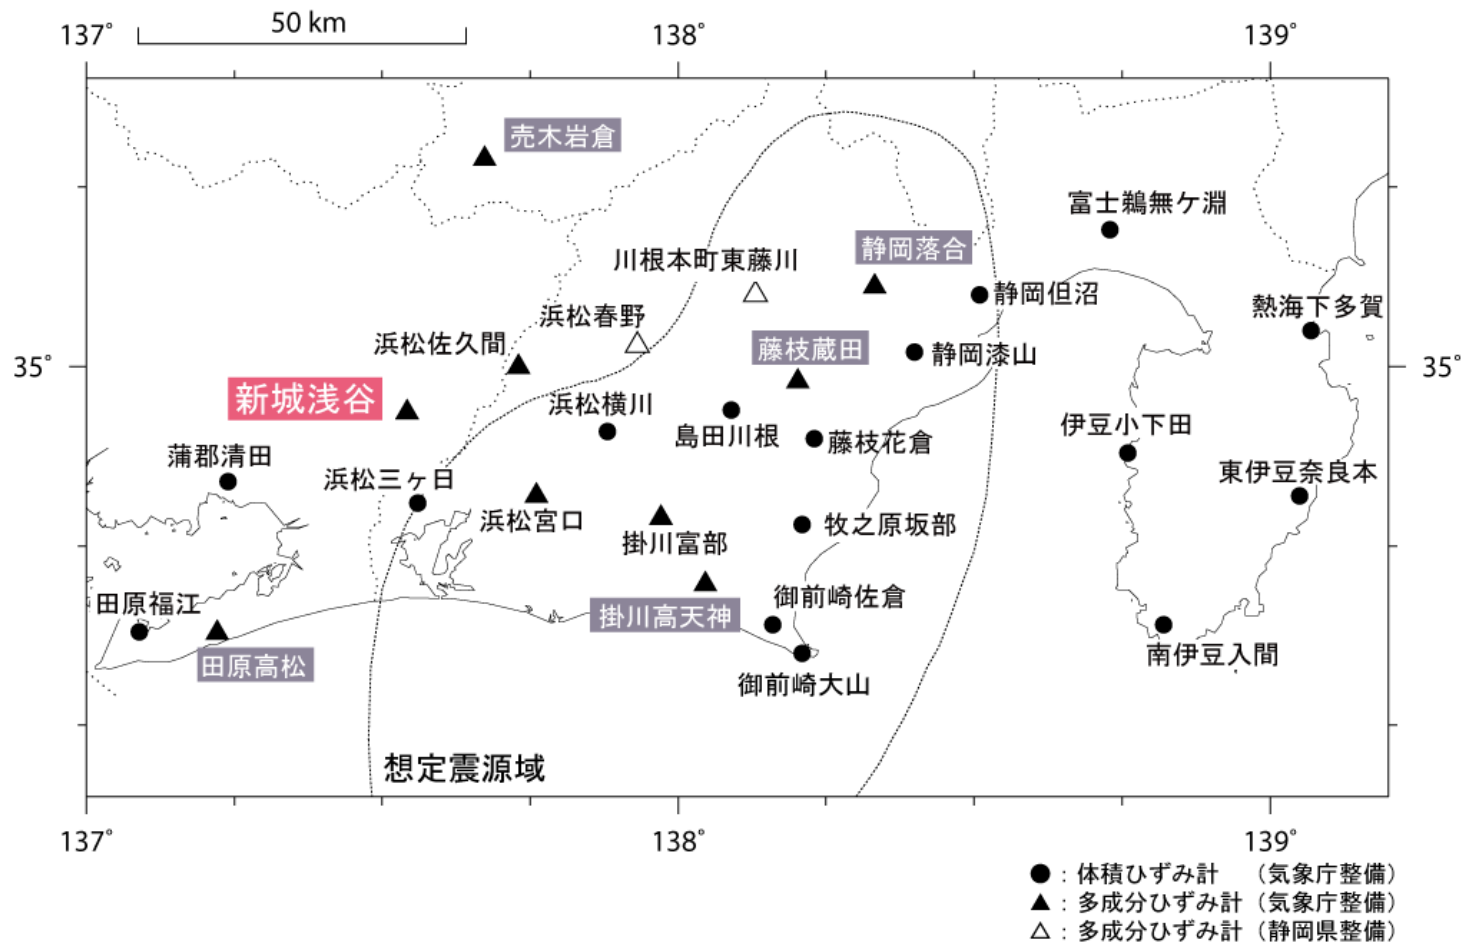 50 km
137° 138° 139°
売木岩倉
富士鵜無ケ淵
静岡落合
川根本町東藤川
静岡但沼
熱海下多賀
浜松春野
浜松佐久間
藤枝蔵田
静岡漆山
35° 35°
新城浅谷
浜松横川
島田川根
藤枝花倉
伊豆小下田
蒲郡清田
浜松三ヶ日
東伊豆奈良本
浜松宮口
掛川富部
牧之原坂部
田原福江
御前崎佐倉
掛川高天神
田原高松
南伊豆入間
御前崎大山
想定震源域
137° 138° 139°
●：体積ひずみ計 （気象庁整備）
▲：多成分ひずみ計（気象庁整備）
△：多成分ひずみ計（静岡県整備）